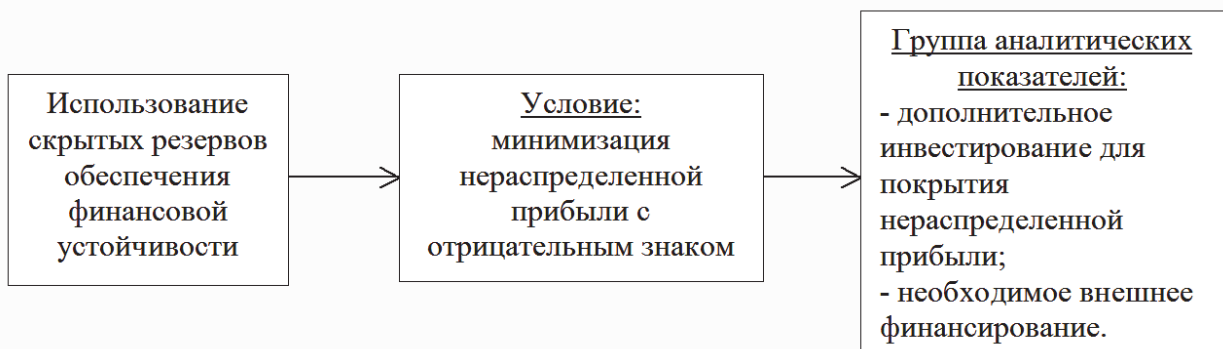 Использование
скрытых резервов
обеспечения
финансовой
устойчивости
Условие:
минимизация
нераспределенной
прибыли с
отрицательным знаком
Группа аналитических
показателей:
- дополнительное
инвестирование для
покрытия
нераспределенной
прибыли;
- необходимое внешнее
финансирование.